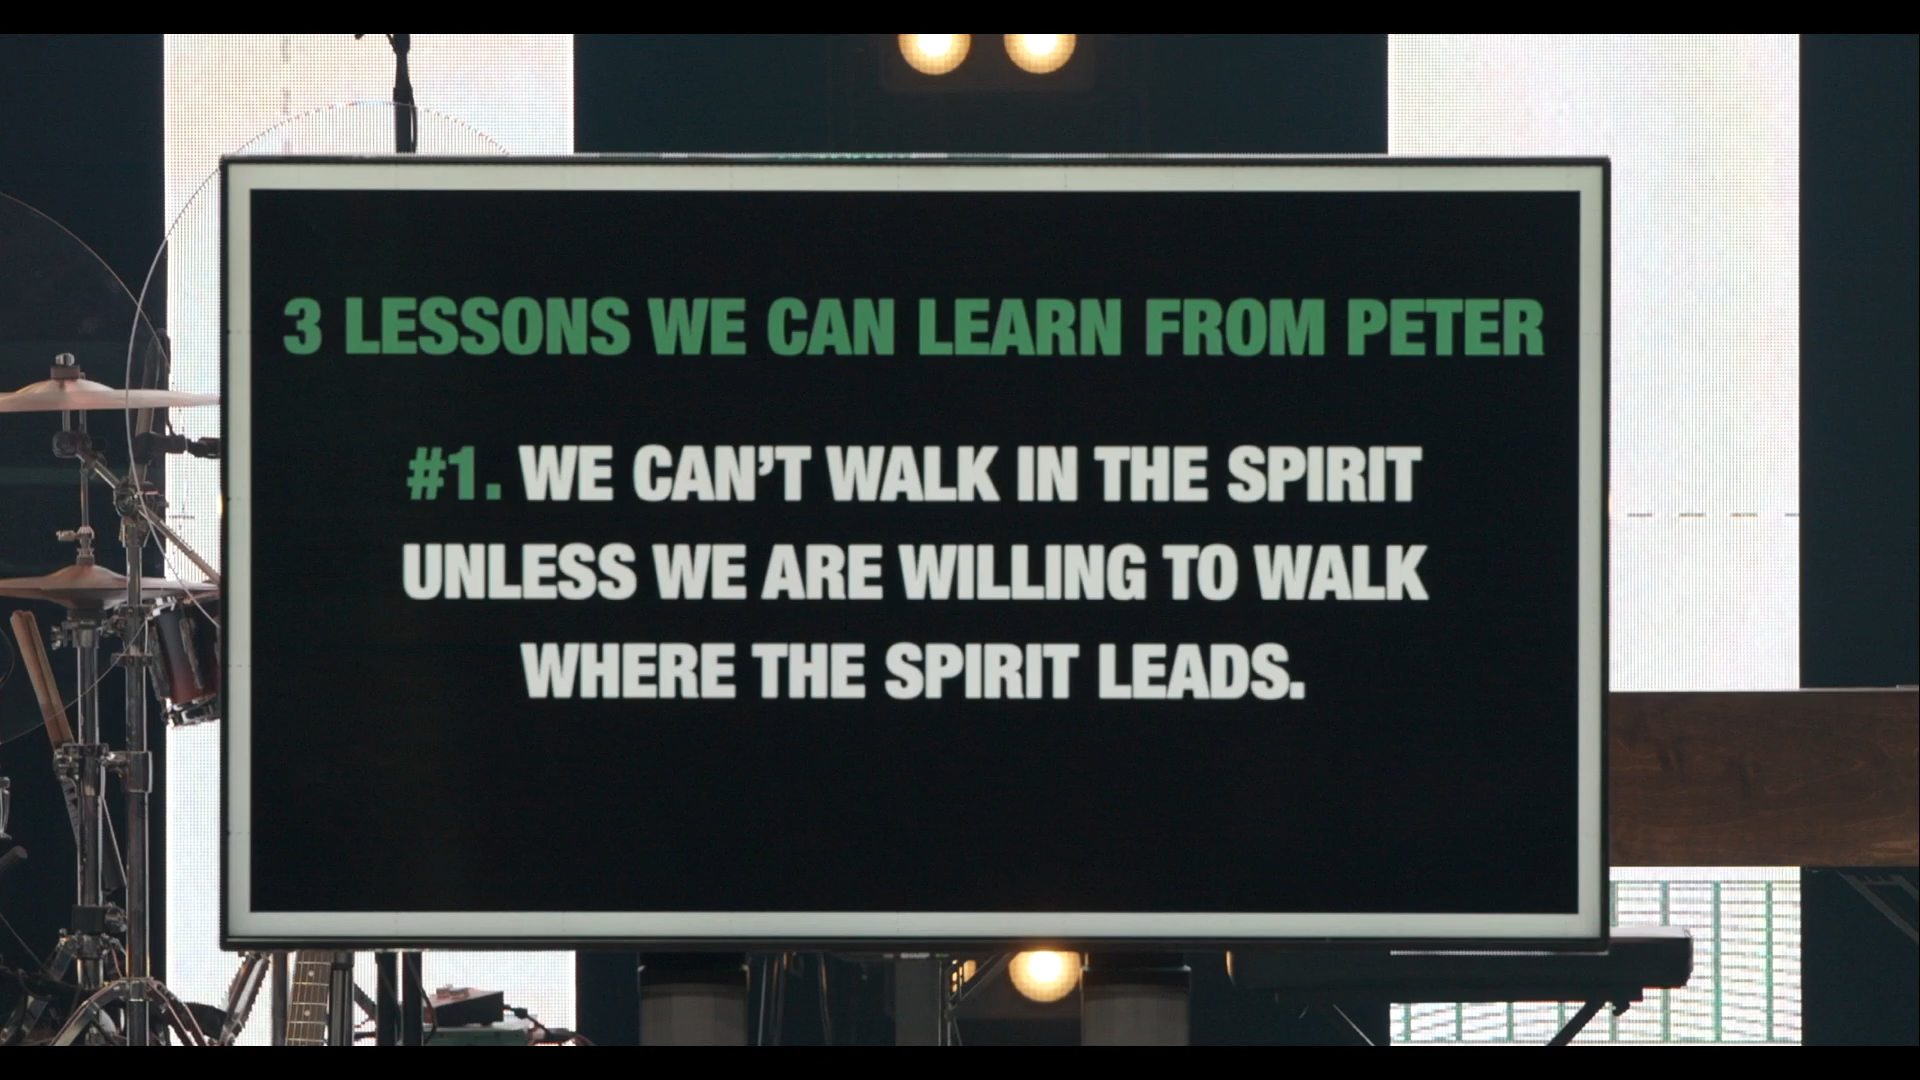 3 LESSONS WE CAN LEARN FROM PETER
#1. WE CAN'T WALK IN THE SPIRIT
UNLESS WE ARE WILLING TO WALK
WHERE THE SPIRIT LEADS.